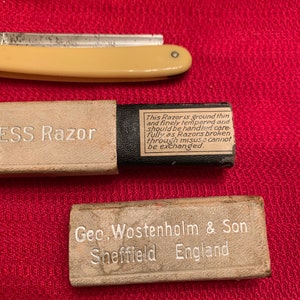 ESS Razor
This Razor is ground thin
and finely tempered and
should be handled care-
fully as Razors broken
through misuse cannot
be exchanged.
Geo. Wostenholm & Son
Sheffield England